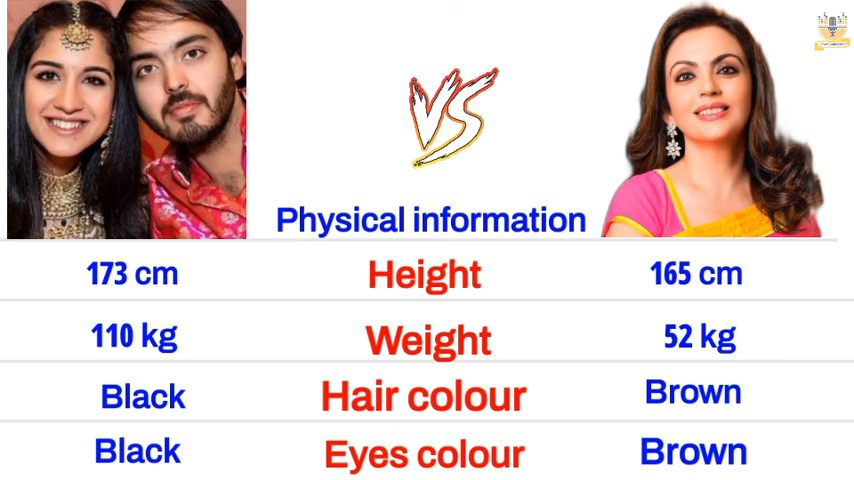 VS
Physical information
173 cm Height 165 cm
110 kg Weight 52 kg
Black Hair colour Brown
Black Eyes colour Brown